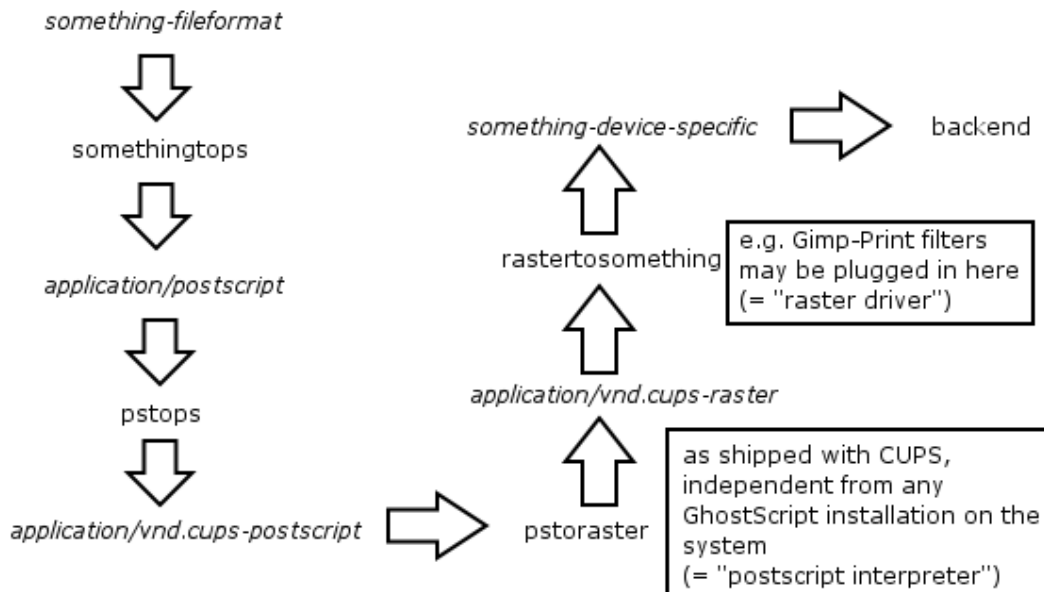 something-fileformat
somethingtops
application/postscript
pstops
application/vnd.cups-postscript
pstoraster
as shipped with CUPS,
independent from any
GhostScript installation on the
system
(= "postscript interpreter")
application/vnd.cups-raster
rastertosomething
e.g. Gimp-Print filters
may be plugged in here
(= "raster driver")
something-device-specific
backend